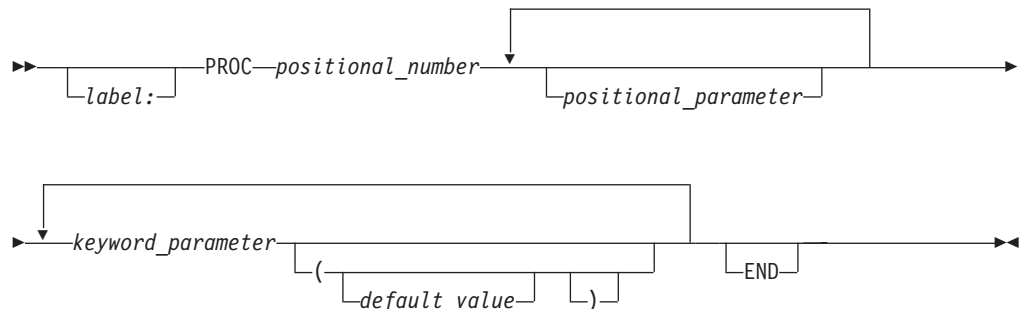 PROC positional_number
label:
positional_parameter
keyword_parameter
(
default value
)
END